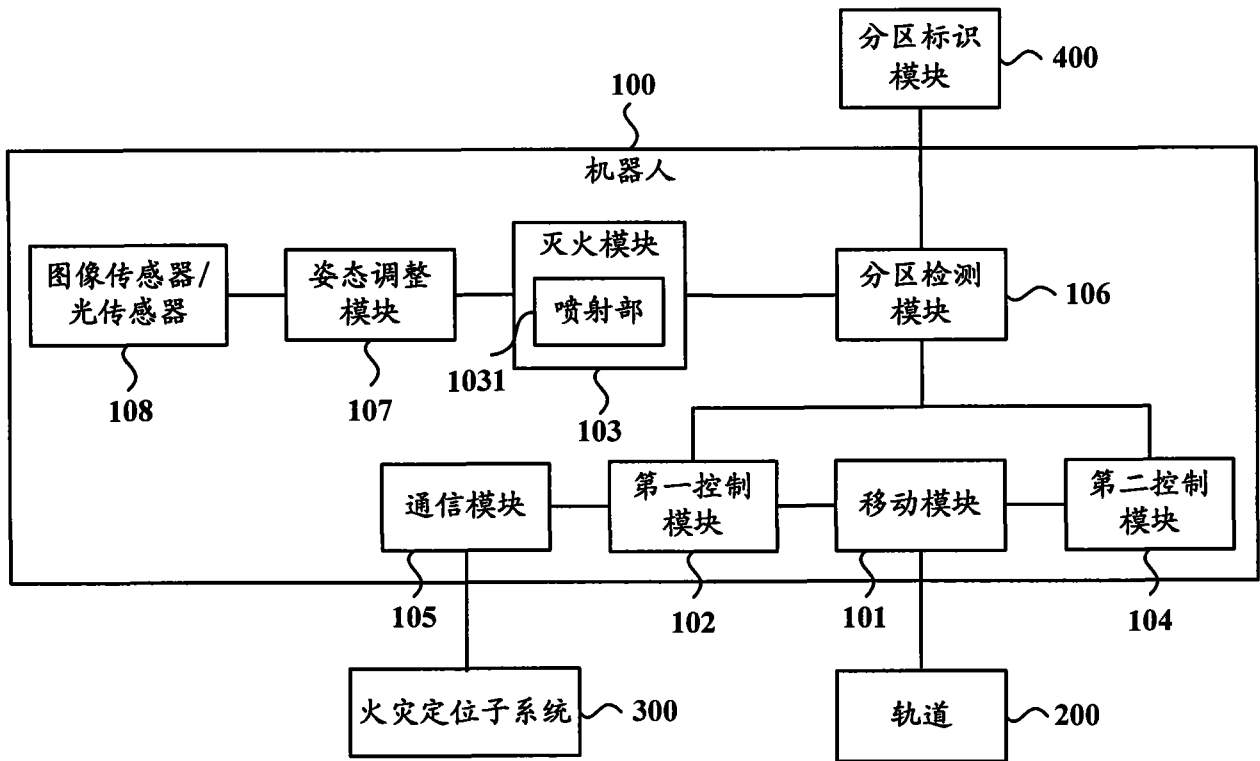 分区标识
模块
400
100
机器人
图像传感器/
光传感器
108
姿态调整
模块
107
灭火模块
喷射部
1031
103
分区检测
模块
106
通信模块
105
第一控制
模块
102
移动模块
101
第二控制
模块
104
火灾定位子系统
300
轨道
200